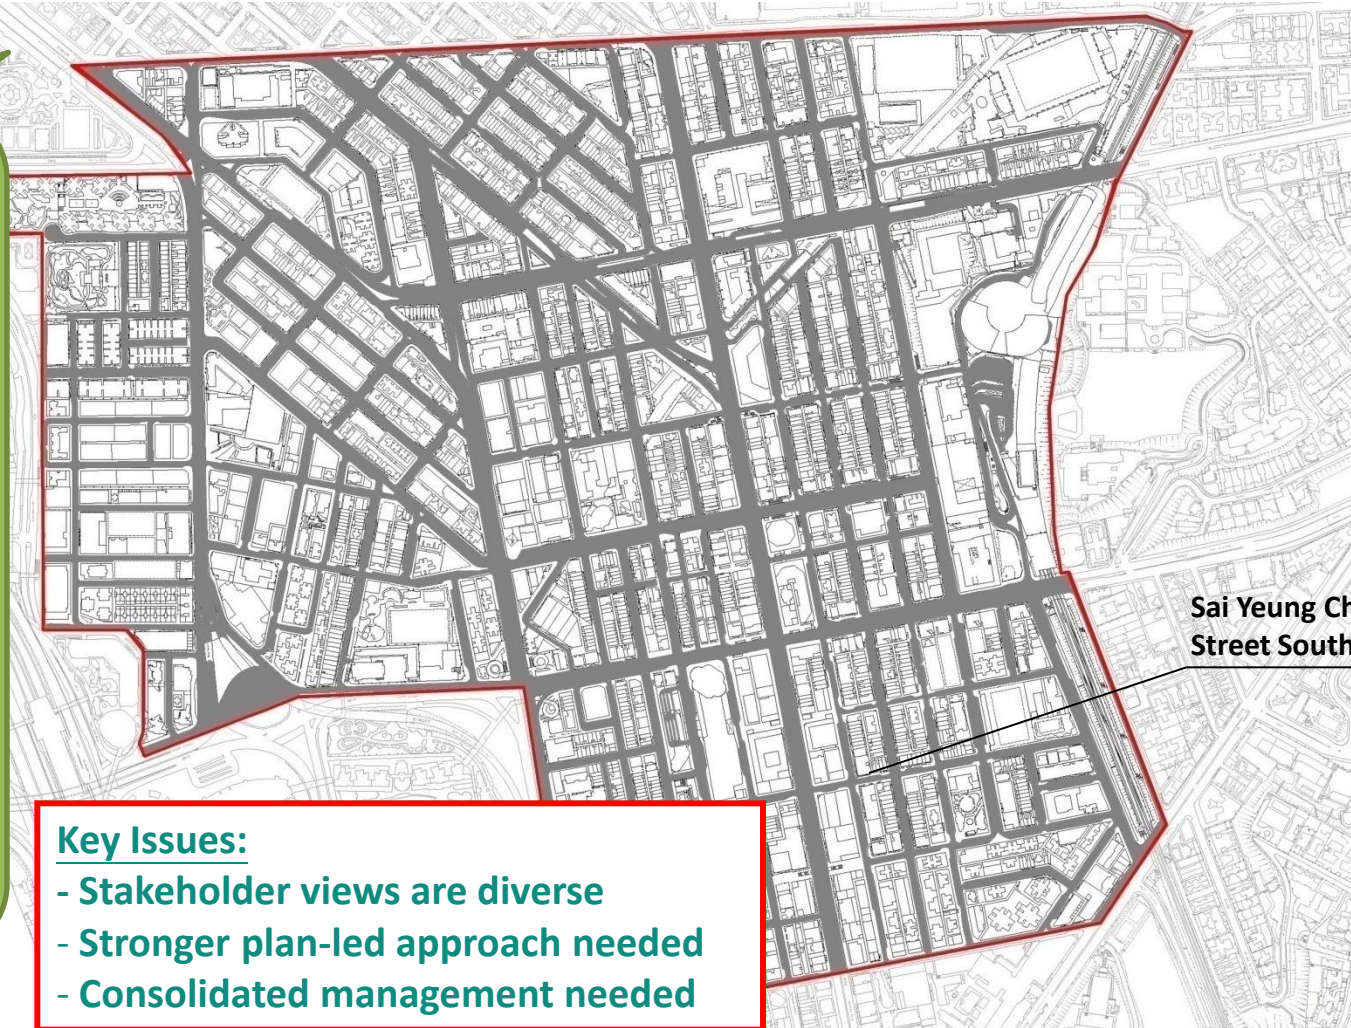 Sai Yeung Ch
Street South
Key Issues:
- Stakeholder views are diverse
- Stronger plan-led approach needed
- Consolidated management needed